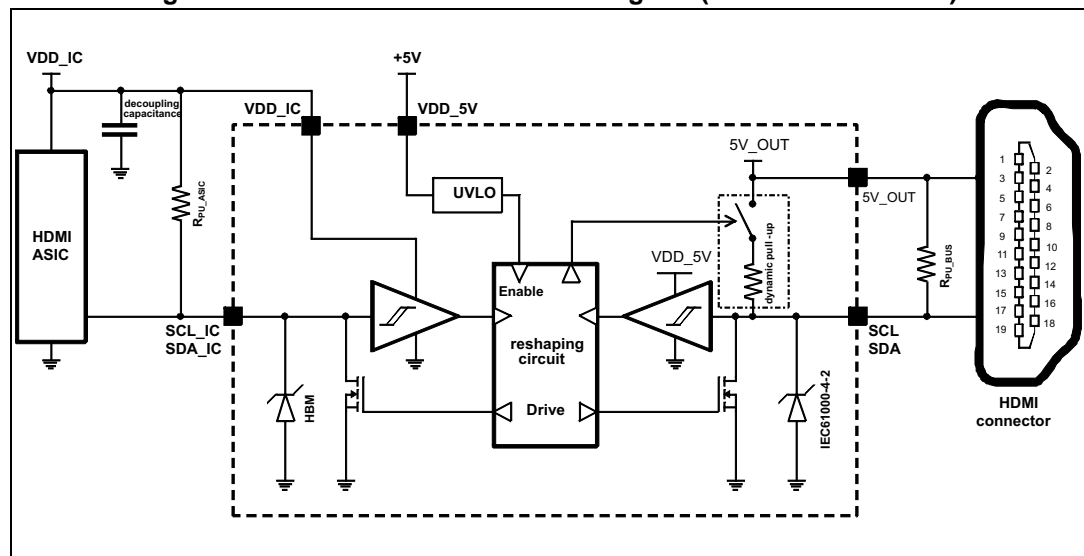 VDD_IC
+5V
decoupling
capacitance
VDD_IC
VDD_5V
5V_OUT
5V_OUT
UVLO
RPU_ASIC
HDMI
ASIC
dynamic pull-up
VDD_5V
RPU_BUS
Enable
SCL_IC
SDA_IC
reshaping
circuit
SCL
SDA
HBM
Drive
IEC61000-4-2
1
2
3
4
5
6
7
8
9
10
11
12
13
14
15
16
17
18
19
HDMI
connector